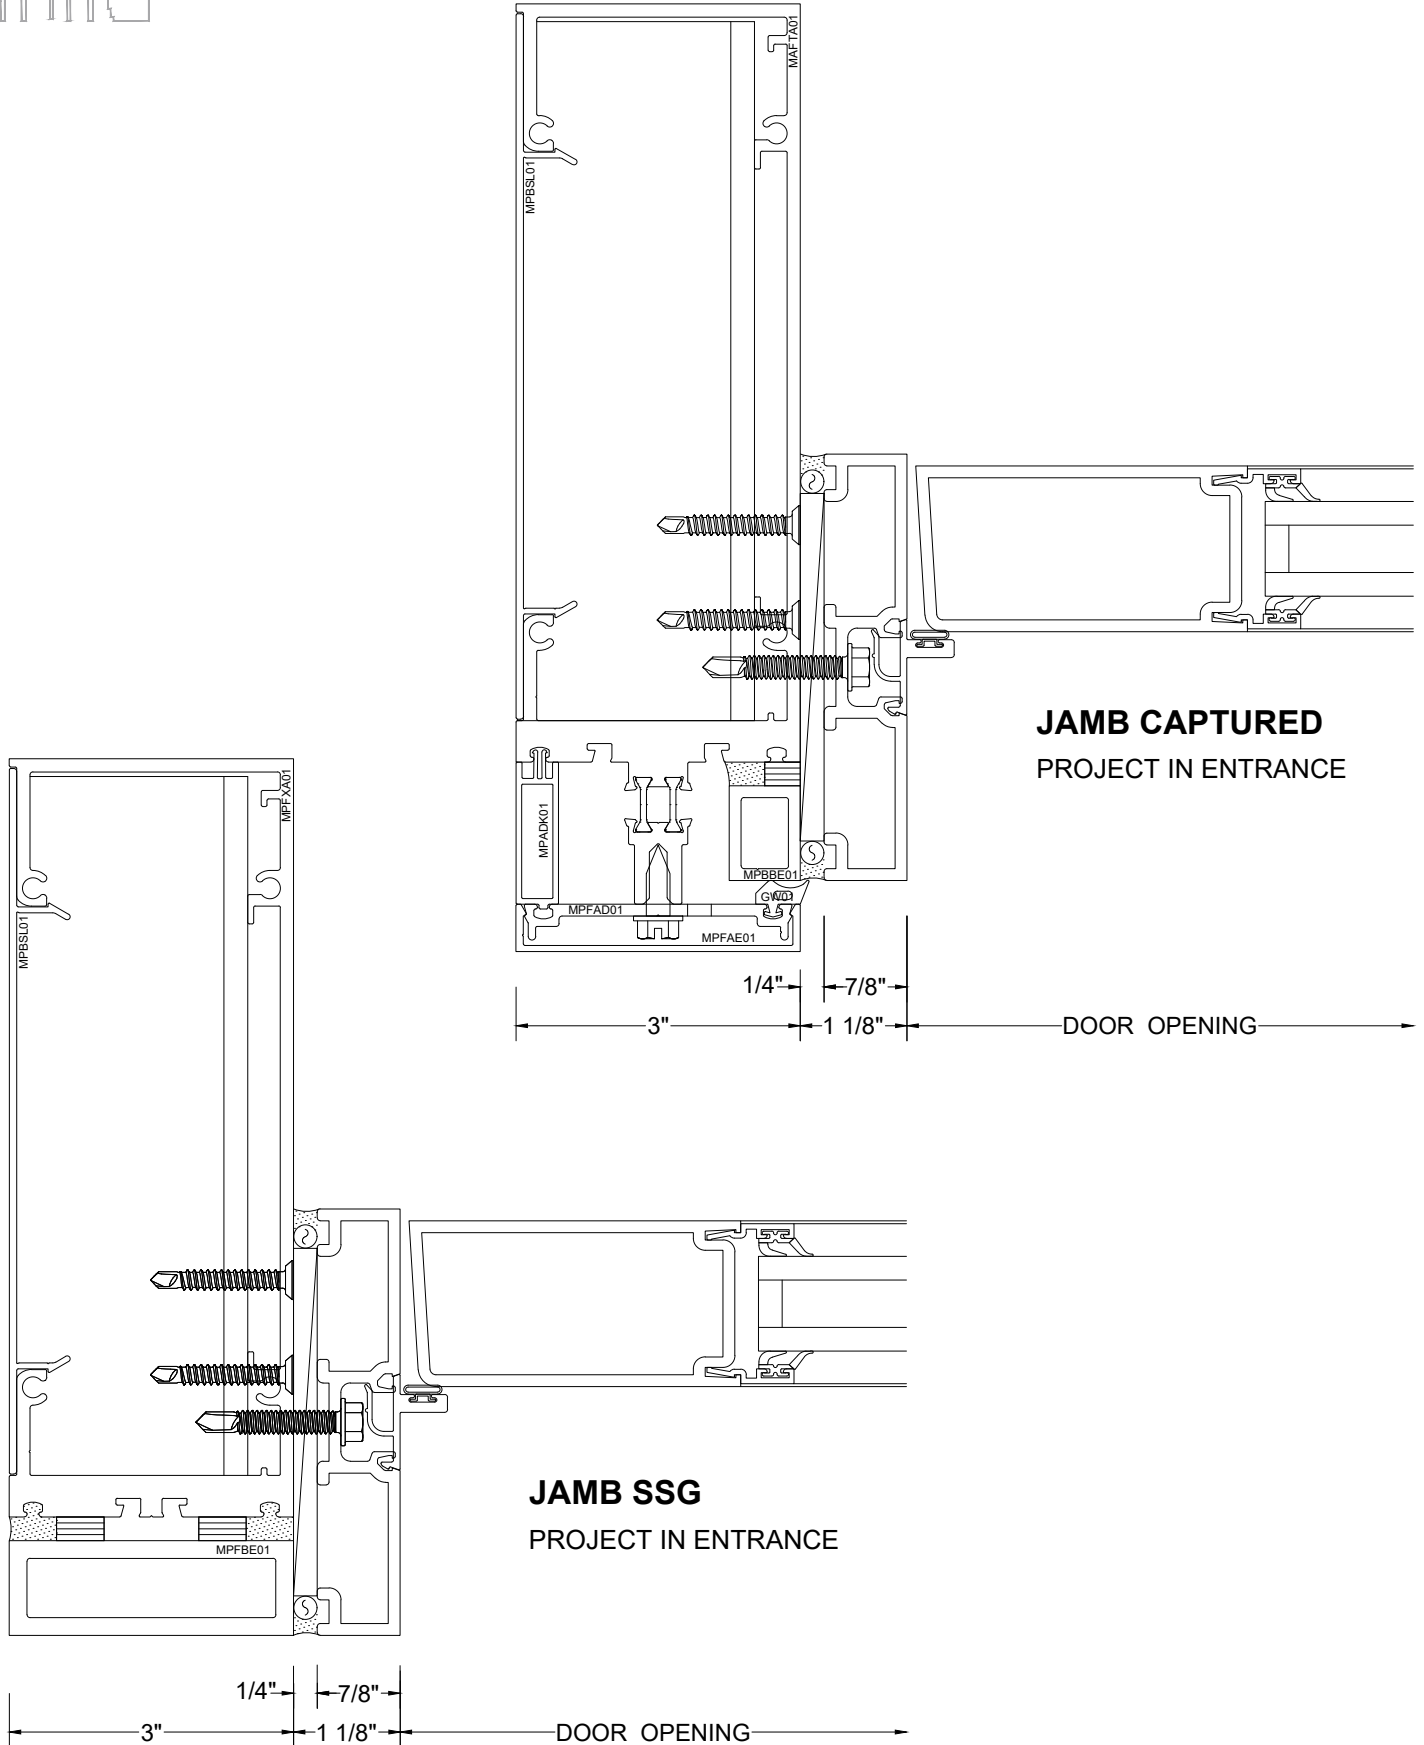 MAFTA01
MPBSL01
JAMB CAPTURED
PROJECT IN ENTRANCE
MPADK01
MPBBE01
GW01
MPFAD01
MPFAE01
1/4"
7/8"
3"
1 1/8"
DOOR OPENING
MPFXA01
MPBSL01
JAMB SSG
PROJECT IN ENTRANCE
MPFBE01
1/4"
7/8"
3"
1 1/8"
DOOR OPENING